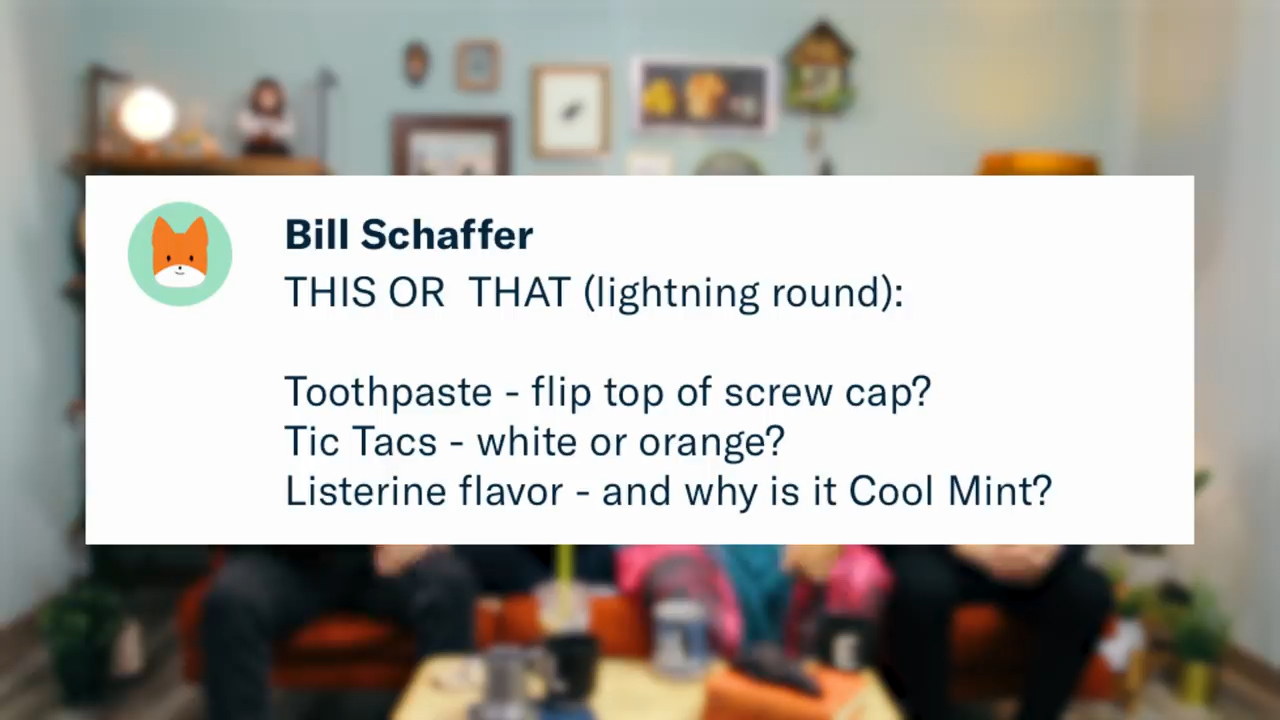 Bill Schaffer
THIS OR THAT (lightning round):
Toothpaste - flip top of screw cap?
Tic Tacs - white or orange?
Listerine flavor - and why is it Cool Mint?